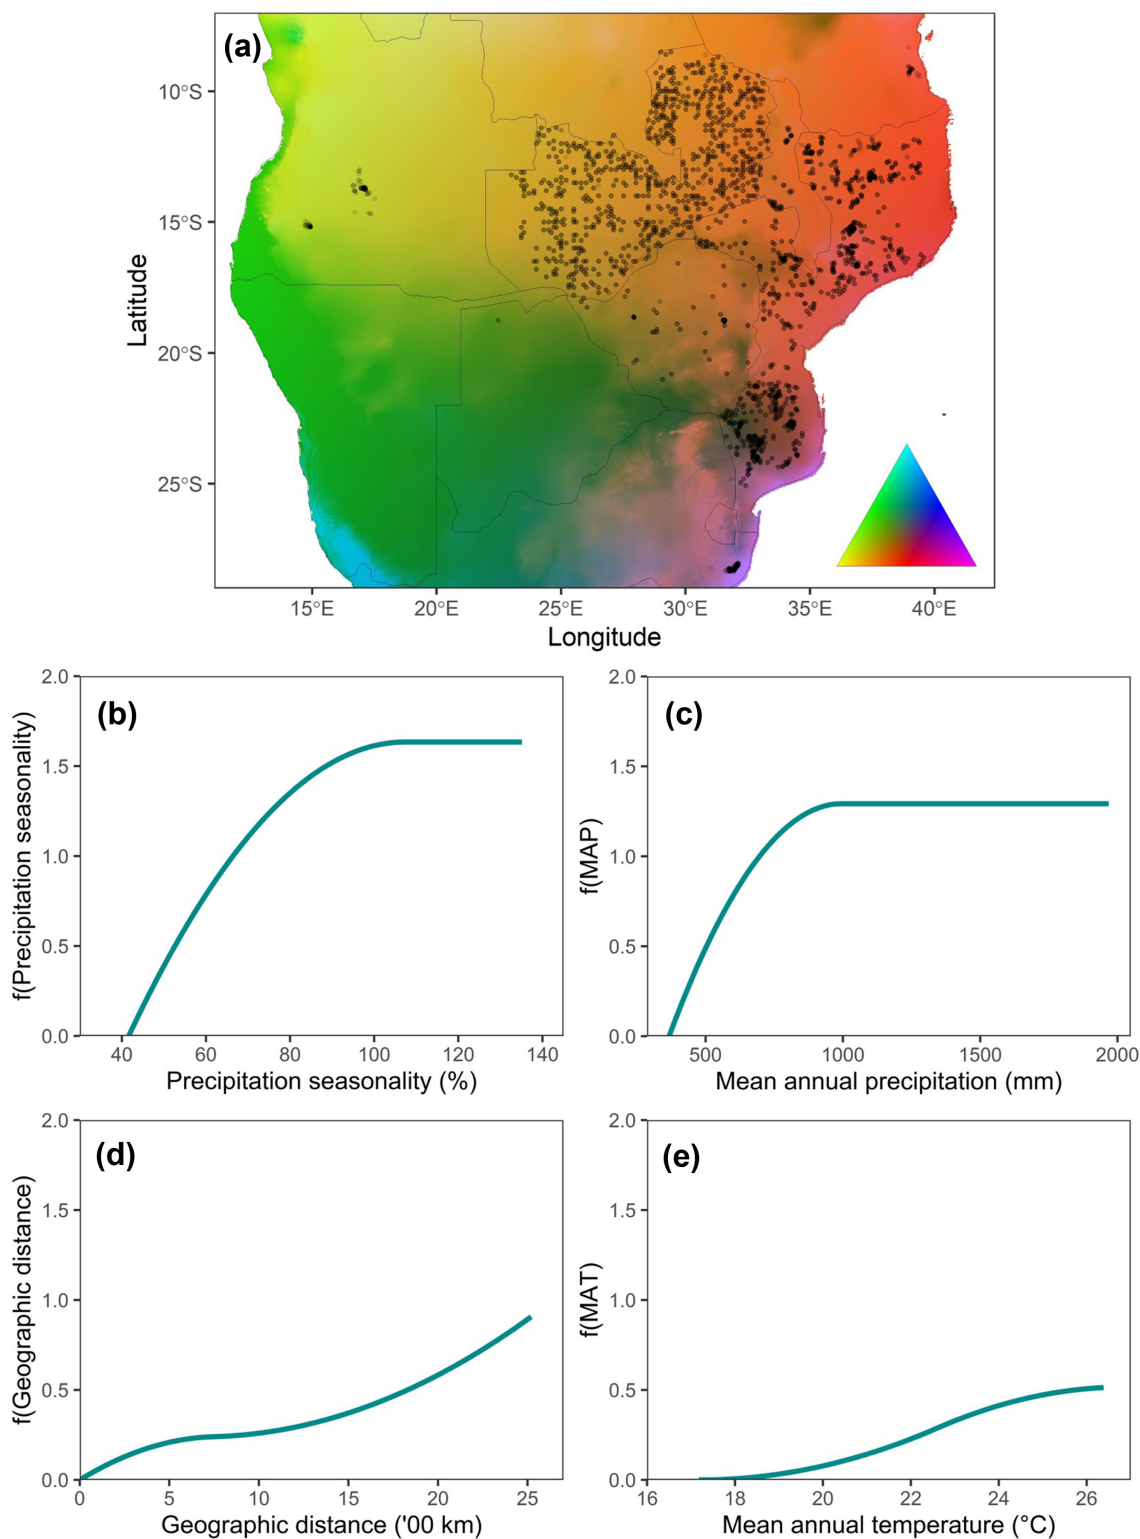 (a)
10°S
15°S
20°S
25°S
Latitude
15°E 20°E 25°E 30°E 35°E 40°E
Longitude
(b)
2.0
1.5
1.0
0.5
0.0
f(Precipitation seasonality)
40 60 80 100 120 140
Precipitation seasonality (%)
(c)
2.0
1.5
1.0
0.5
0.0
f(MAP)
500 1000 1500 2000
Mean annual precipitation (mm)
(d)
2.0
1.5
1.0
0.5
0.0
f(Geographic distance)
0 5 10 15 20 25
Geographic distance ('00 km)
(e)
2.0
1.5
1.0
0.5
0.0
f(MAT)
16 18 20 22 24 26
Mean annual temperature (°C)